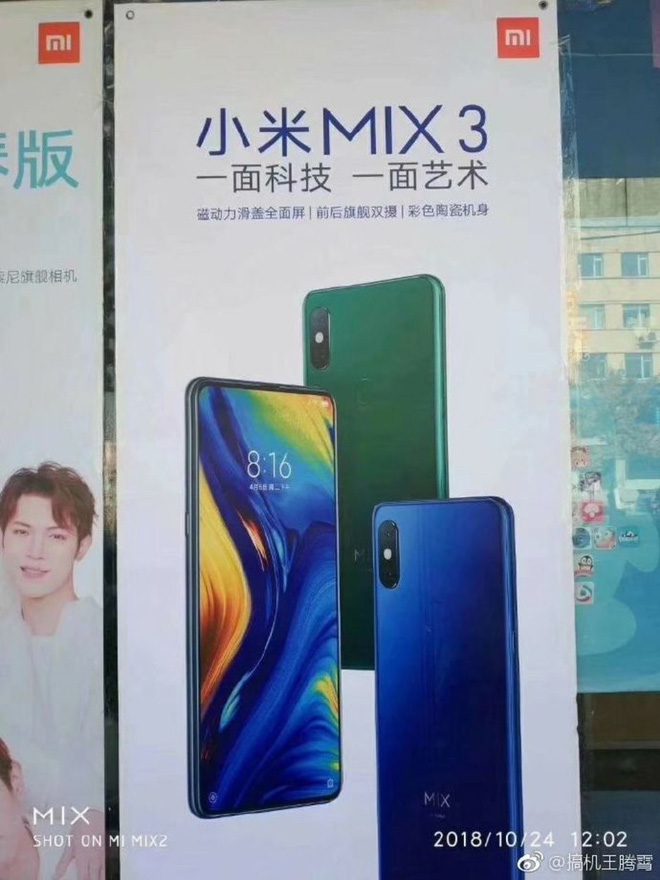 mi
版
滨尼旗舰相机
mi
小米MIX 3
一面科技 一面艺术
磁动力滑盖全面屏|前后旗舰双摄|彩色陶瓷机身
8:16
MIX
MIX
SHOT ON MI MIX2
2018/10/24 12:02
@搞机王腾霄